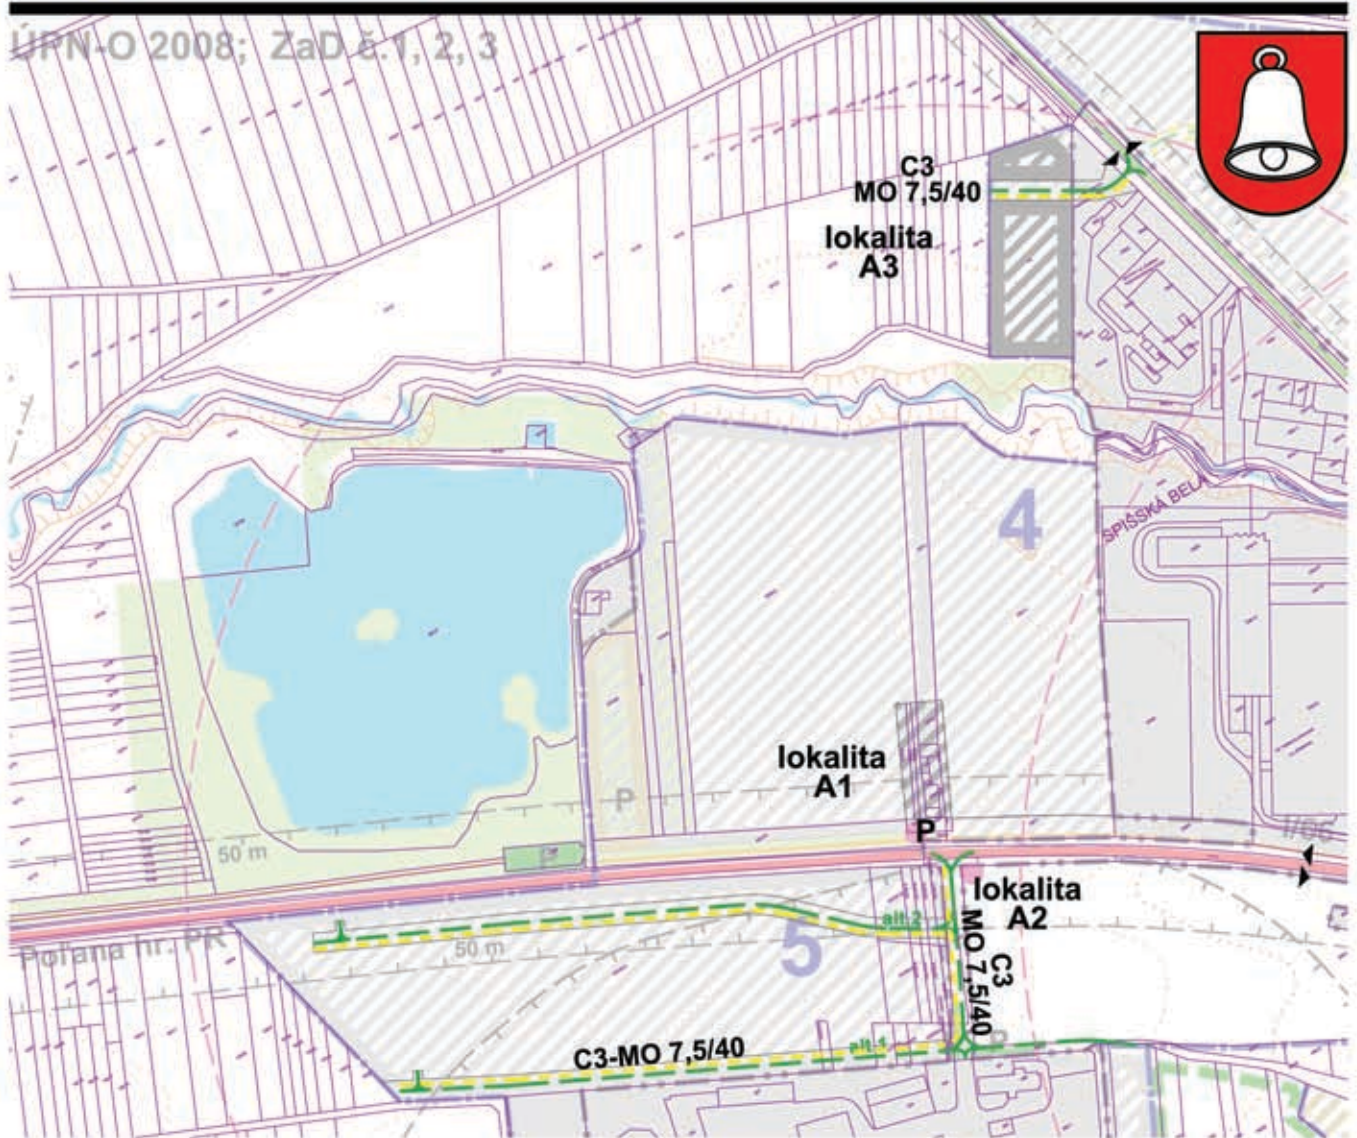 ÚPN-O 2008; ZaD č.1, 2, 3
C3
MO 7,5/40
lokalita
A3
4
SPIŠSKÁ BELÁ
lokalita
A1
P
P
50 m
P
I/66
lokalita
A2
alt.2
5
50 m
Poľana hr. PR
C3
MO 7,5/40
P
alt.1
C3-MO 7,5/40